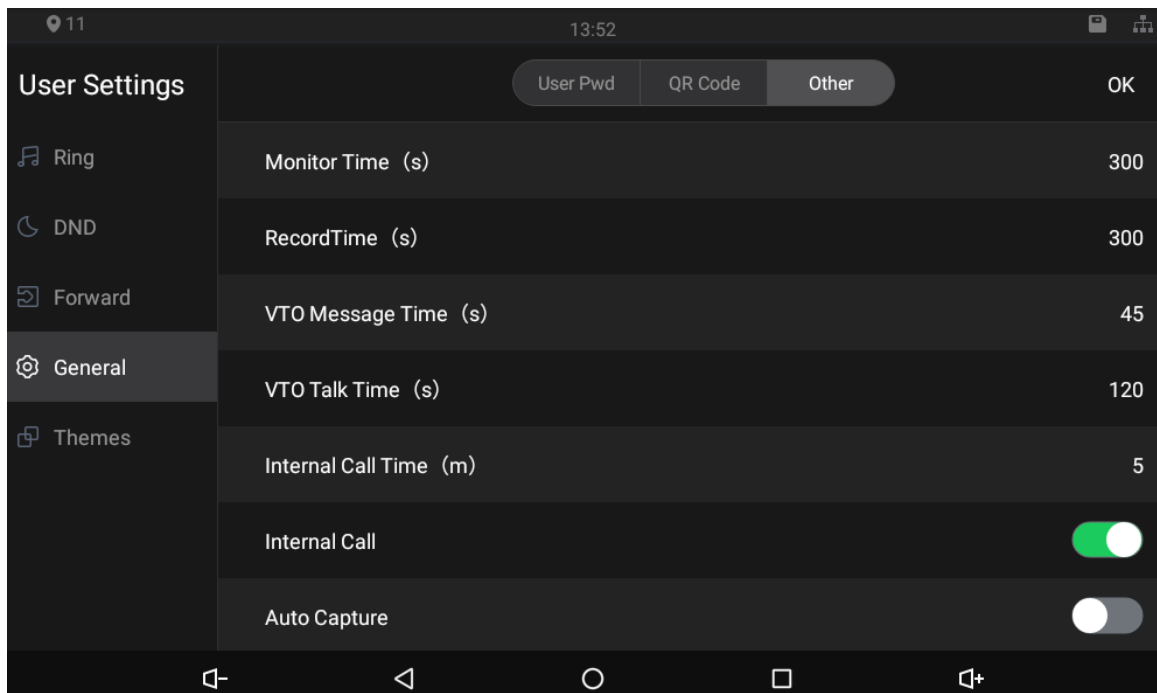 11
13:52
User Settings
User Pwd
QR Code
Other
OK
Ring
DND
Forward
General
Themes
Monitor Time（s）
300
RecordTime（s）
300
VTO Message Time（s）
45
VTO Talk Time（s）
120
Internal Call Time（m）
5
Internal Call
Auto Capture